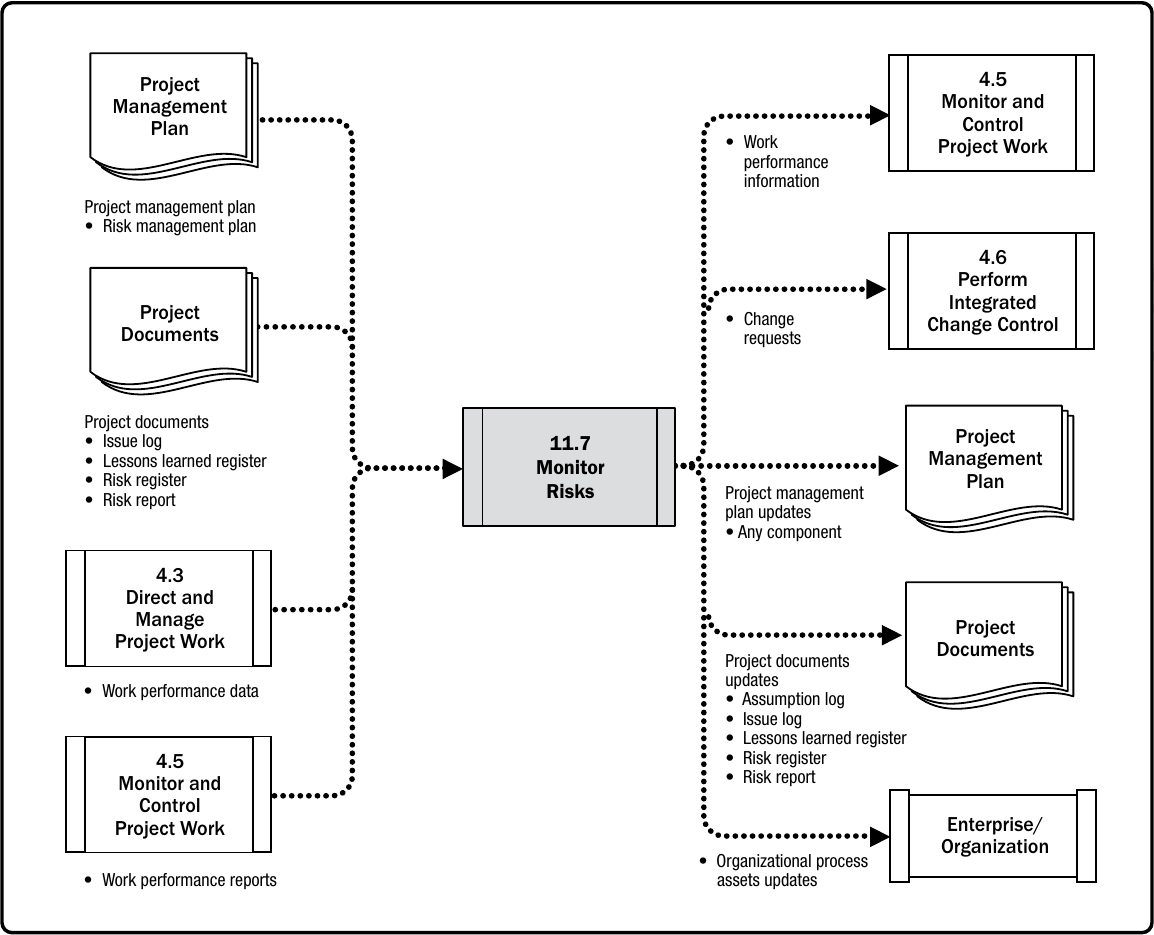 Project
Management
Plan
Project management plan
• Risk management plan
Project
Documents
Project documents
• Issue log
• Lessons learned register
• Risk register
• Risk report
4.3
Direct and
Manage
Project Work
• Work performance data
4.5
Monitor and
Control
Project Work
• Work performance reports
11.7
Monitor
Risks
4.5
Monitor and
Control
Project Work
• Work
performance
information
4.6
Perform
Integrated
Change Control
• Change
requests
Project
Management
Plan
Project management
plan updates
• Any component
Project
Documents
Project documents
updates
• Assumption log
• Issue log
• Lessons learned register
• Risk register
• Risk report
Enterprise/
Organization
• Organizational process
assets updates